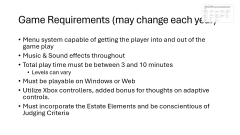 Game Requirements (may change each year)
• Menu system capable of getting the player into and out of the
game play
• Music & Sound effects throughout
• Total play time must be between 3 and 10 minutes
• Levels can vary
• Must be playable on Windows or Web
• Utilize Xbox controllers, added bonus for thoughts on adaptive
controls.
• Must incorporate the Estate Elements and be conscientious of
Judging Criteria